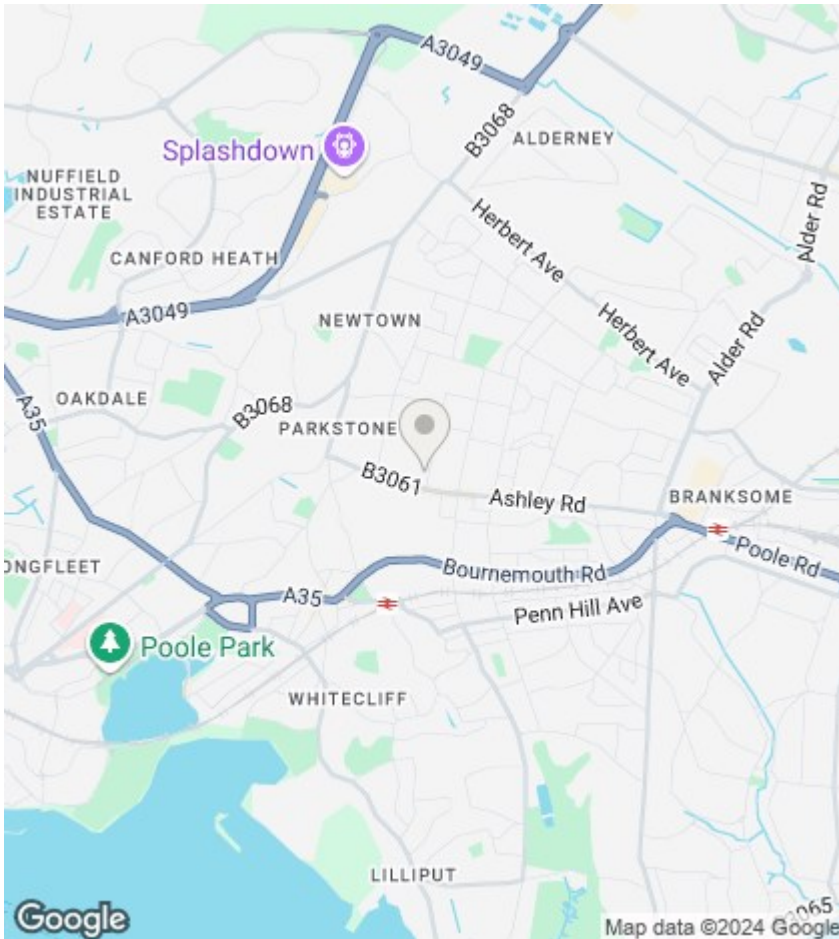 A3049
B3068
ALDERNEY
Splashdown
NUFFIELD
INDUSTRIAL
ESTATE
Alder Rd
Herbert Ave
CANFORD HEATH
A3049
NEWTOWN
Herbert Ave
Alder Rd
A35
OAKDALE
B3068
PARKSTONE
B3061
Ashley Rd
BRANKSOME
ONGFLEET
Bournemouth Rd
Poole Rd
A35
Penn Hill Ave
Poole Park
WHITECLIFF
LILLIPUT
B3065
Google
Map data ©2024 Google